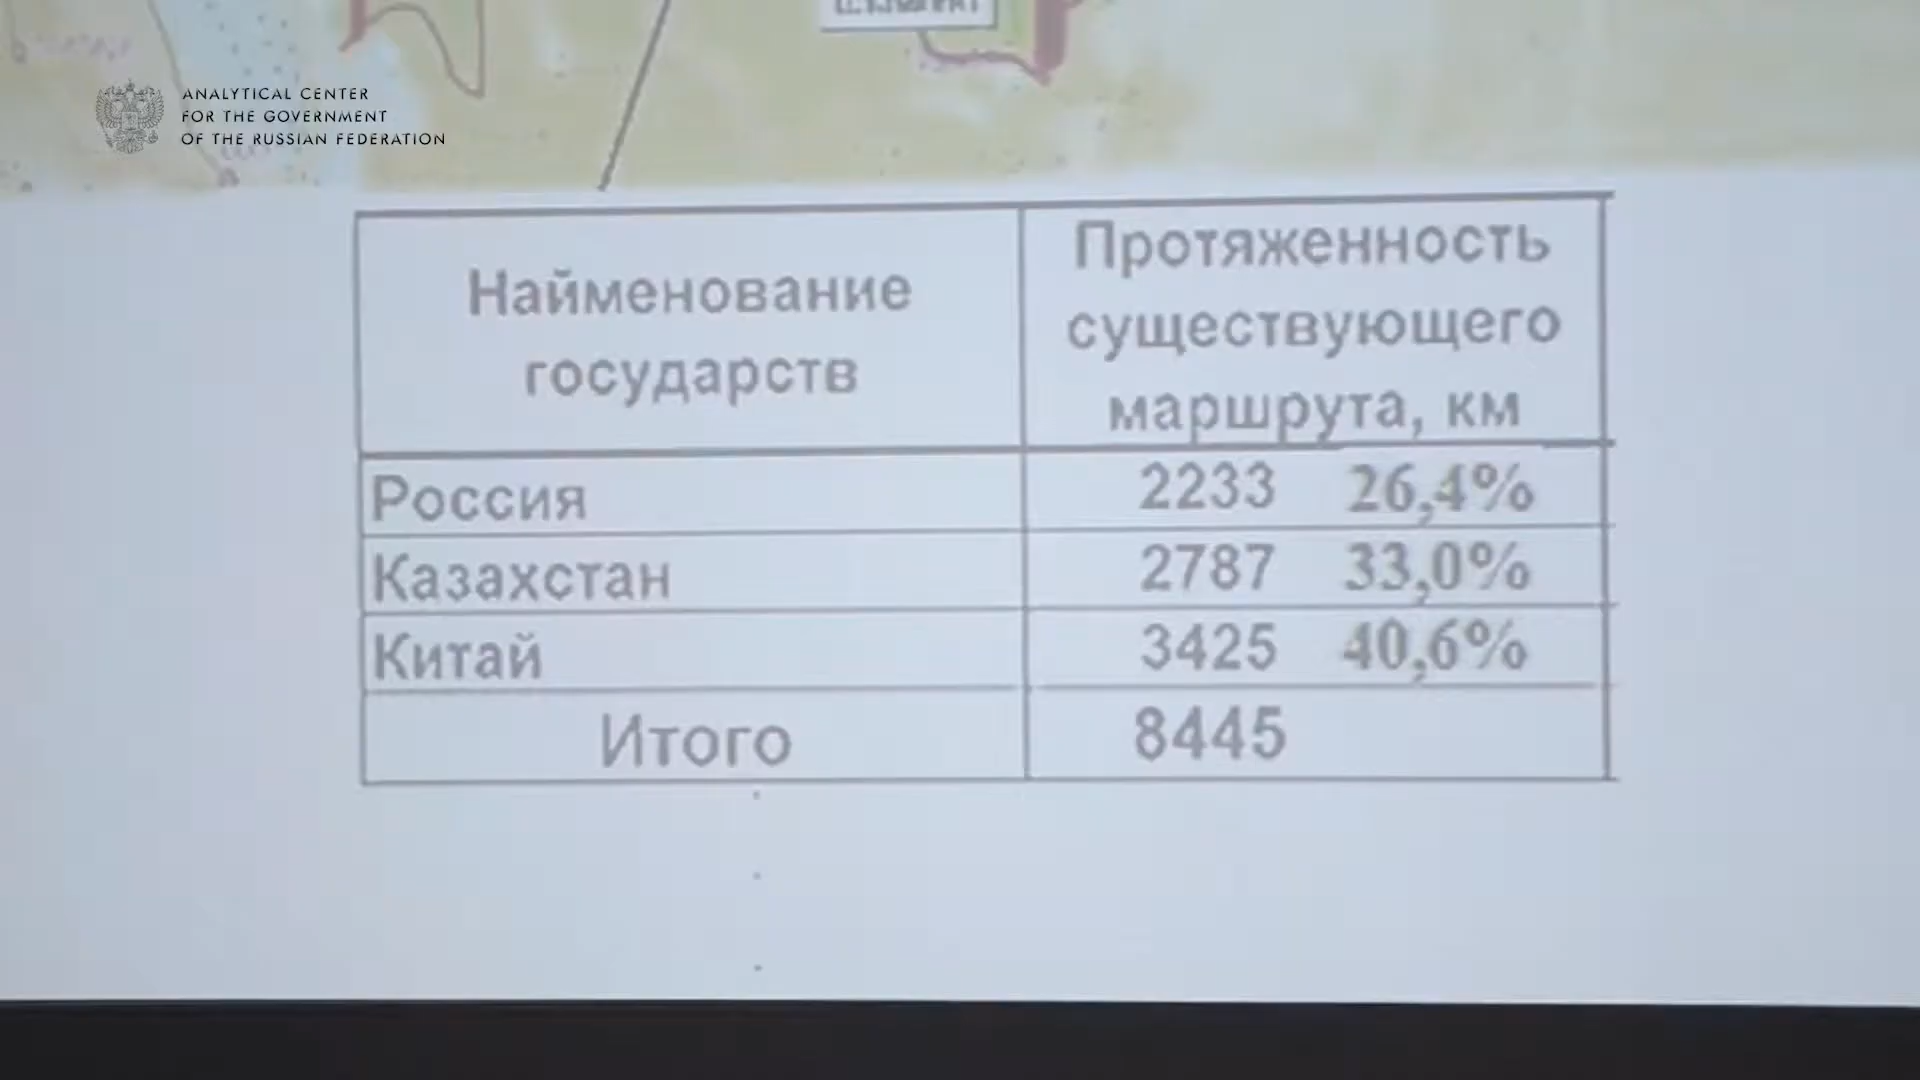 ANALYTICAL CENTER
FOR THE GOVERNMENT
OF THE RUSSIAN FEDERATION
Найменование
государств
Протяженность
существующего
маршрута, км
Россия 2233 26,4%
Казахстан 2787 33,0%
Китай 3425 40,6%
Итого 8445